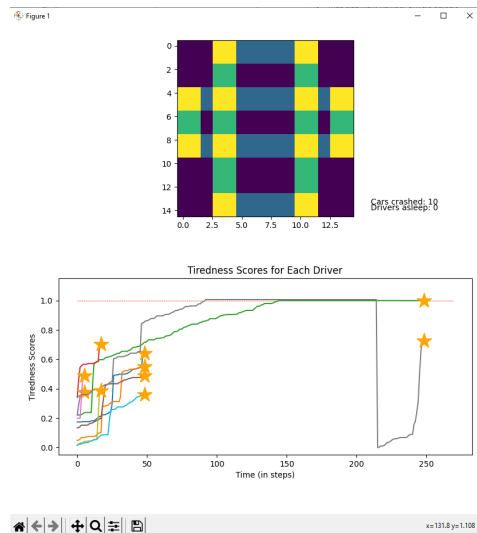 Figure 1
0
2
4
6
8
10
12
14
0.0 2.5 5.0 7.5 10.0 12.5
Cars crashed: 10
Drivers asleep: 0
Tiredness Scores for Each Driver
1.0
0.8
0.6
0.4
0.2
0.0
Tiredness Scores
0 50 100 150 200 250
Time (in steps)
x=131.8 y=1.108